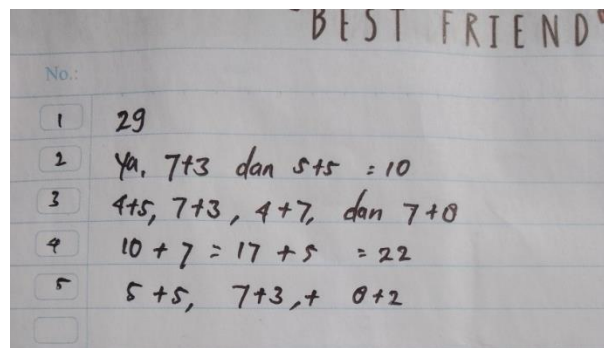 "BEST FRIEND"
No.:
1 29
2 Ya, 7+3 dan 5+5 = 10
3 4+5, 7+3, 4+7, dan 7+0
4 10 + 7 = 17 + 5 = 22
5 5+5, 7+3, + 0+2